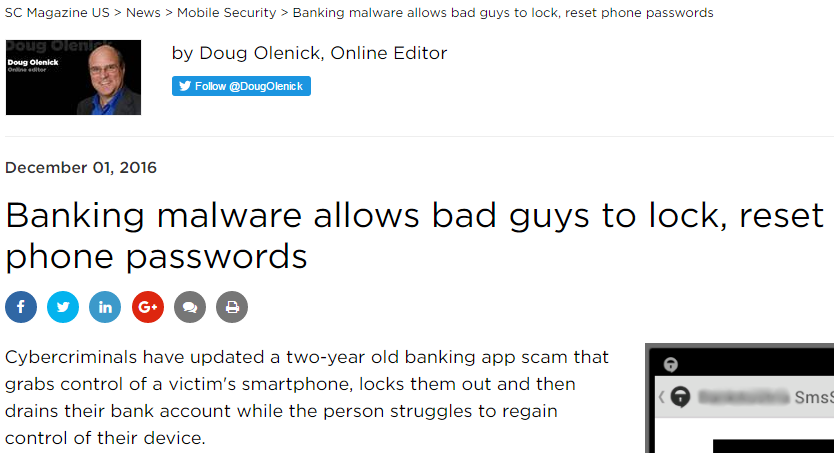 SC Magazine US > News > Mobile Security > Banking malware allows bad guys to lock, reset phone passwords
Doug Olenick
Doug Olenick
Online editor
by Doug Olenick, Online Editor
Follow @DougOlenick
December 01, 2016
Banking malware allows bad guys to lock, reset
phone passwords
f
in
G+
Cybercriminals have updated a two-year old banking app scam that
grabs control of a victim's smartphone, locks them out and then
drains their bank account while the person struggles to regain
control of their device.